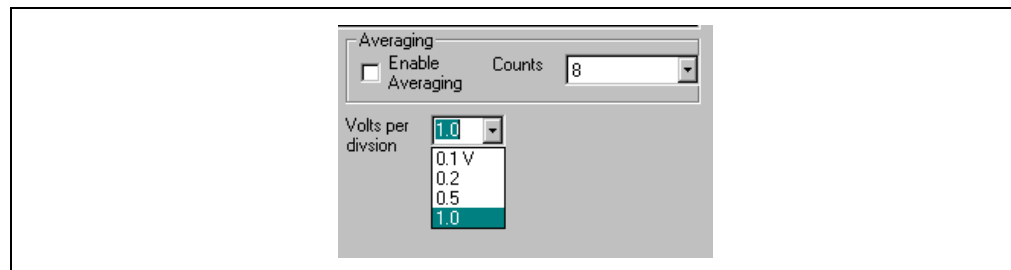 Averaging
Enable Averaging
Counts
8
Volts per divsion
1.0
0.1 V
0.2
0.5
1.0